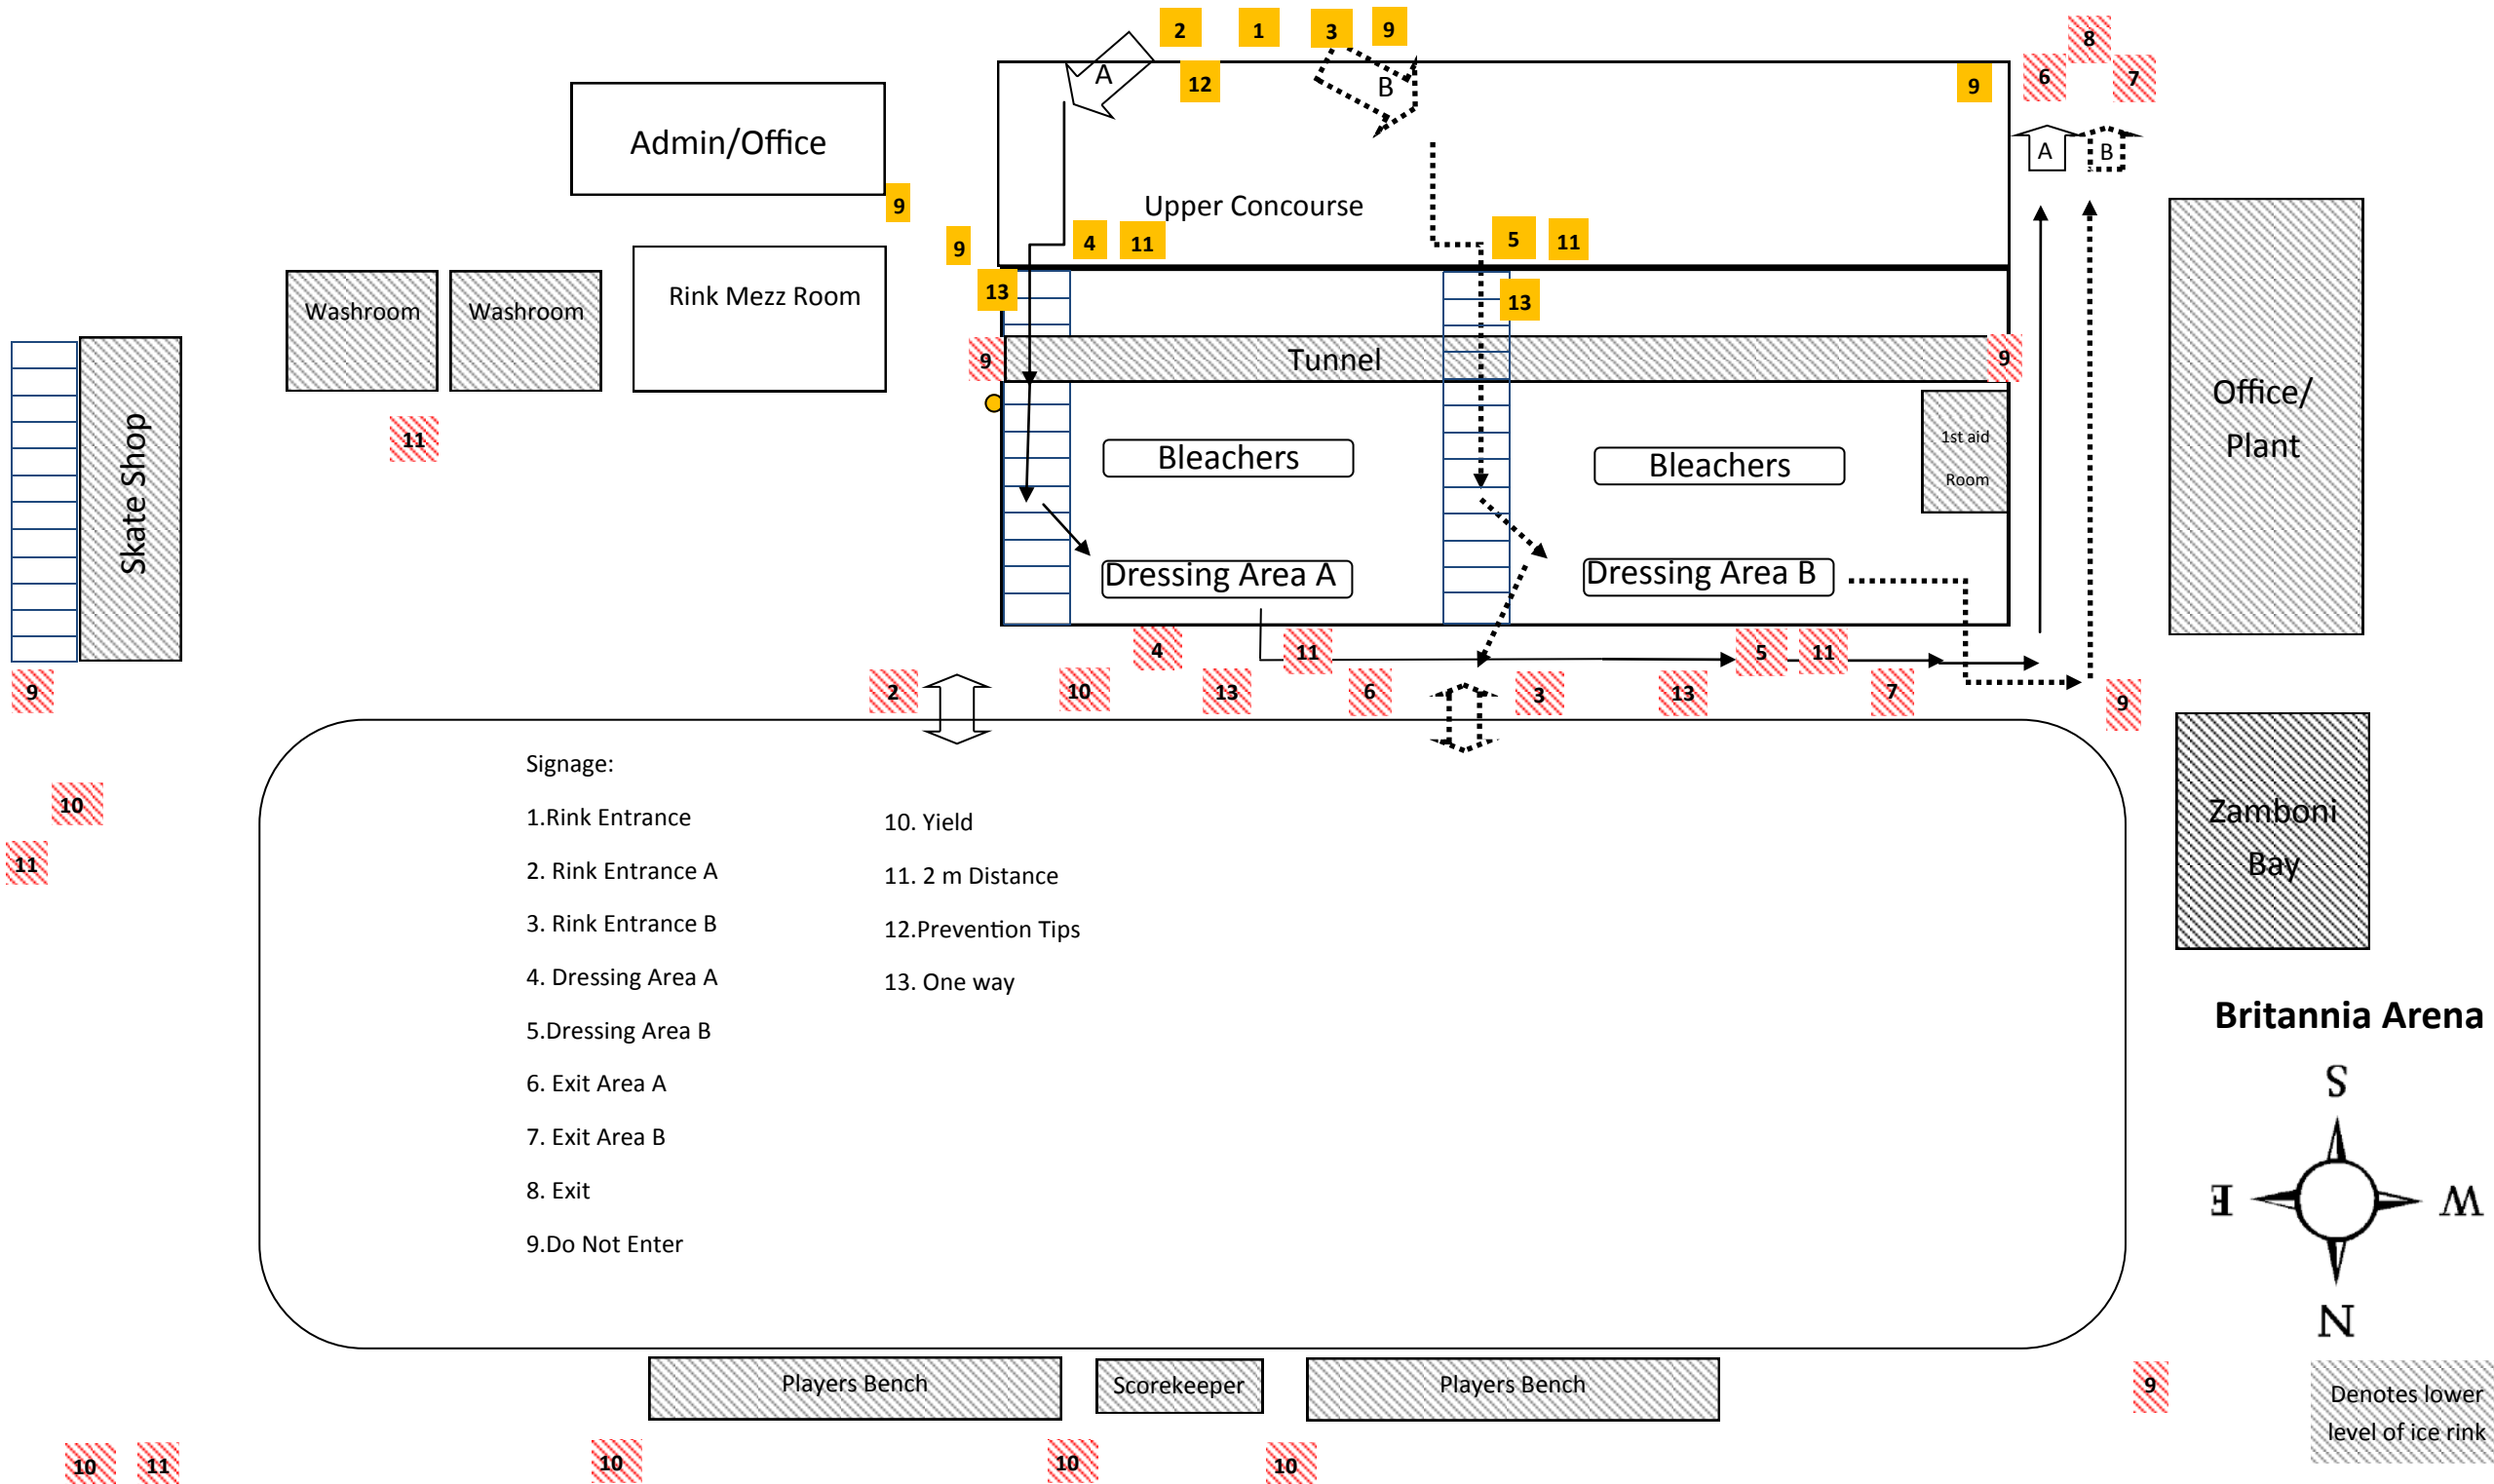 2 1 3 9
8
A 12 B 9 6 7
Admin/Office
A B
9 Upper Concourse
9 4 11 5 11
13 Rink Mezz Room 13
Washroom Washroom
9 Tunnel 9
Skate Shop
11
Bleachers Bleachers
1st aid
Room
Office/
Plant
Dressing Area A Dressing Area B
4 11 5 11
9 2 10 13 6 3 13 7 9
10
11
Signage:
1.Rink Entrance
2. Rink Entrance A
3. Rink Entrance B
4. Dressing Area A
5.Dressing Area B
6. Exit Area A
7. Exit Area B
8. Exit
9.Do Not Enter
10. Yield
11. 2 m Distance
12.Prevention Tips
13. One way
Zamboni
Bay
Britannia Arena
S
E W
N
Players Bench Scorekeeper Players Bench
9
Denotes lower
level of ice rink
10 11 10 10 10